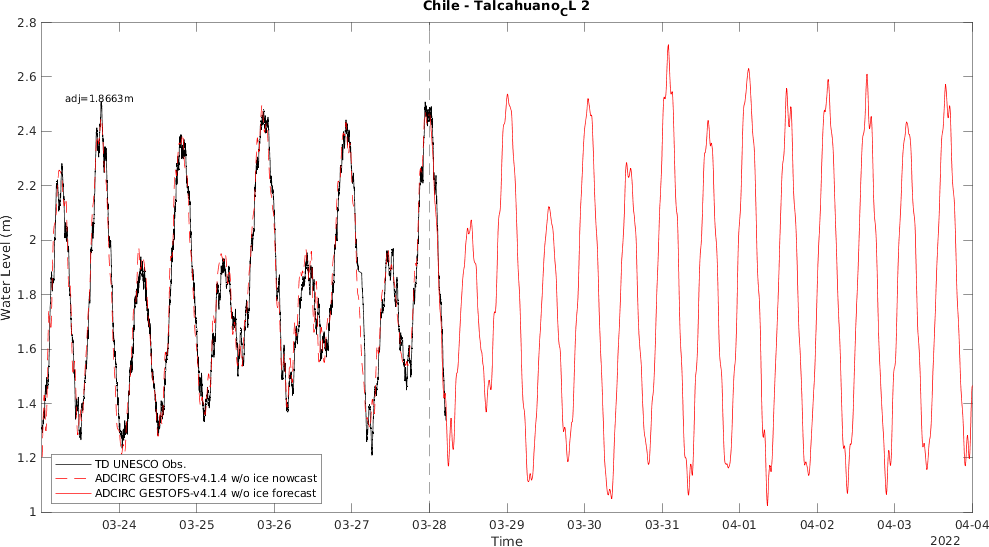 Chile - Talcahuano_CL 2
2.8
2.6
2.4
2.2
2
1.8
1.6
1.4
1.2
1
Water Level (m)
adj=1.8663m
TD UNESCO Obs.
ADCIRC GESTOFS-v4.1.4 w/o ice nowcast
ADCIRC GESTOFS-v4.1.4 w/o ice forecast
03-24 03-25 03-26 03-27 03-28 03-29 03-30 03-31 04-01 04-02 04-03 04-04
Time
2022